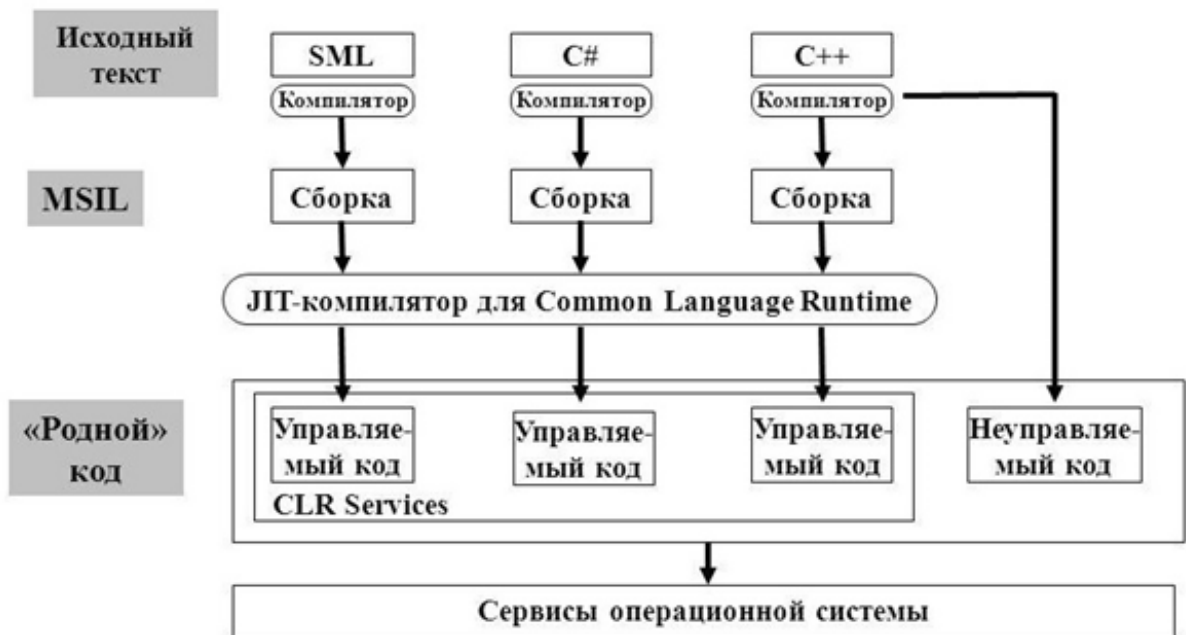 Исходный
текст
SML
C#
C++
Компилятор
Компилятор
Компилятор
MSIL
Сборка
Сборка
Сборка
JIT-компилятор для Common Language Runtime
«Родной»
код
Управляе-
мый код
Управляе-
мый код
Управляе-
мый код
Неуправляе-
мый код
CLR Services
Сервисы операционной системы